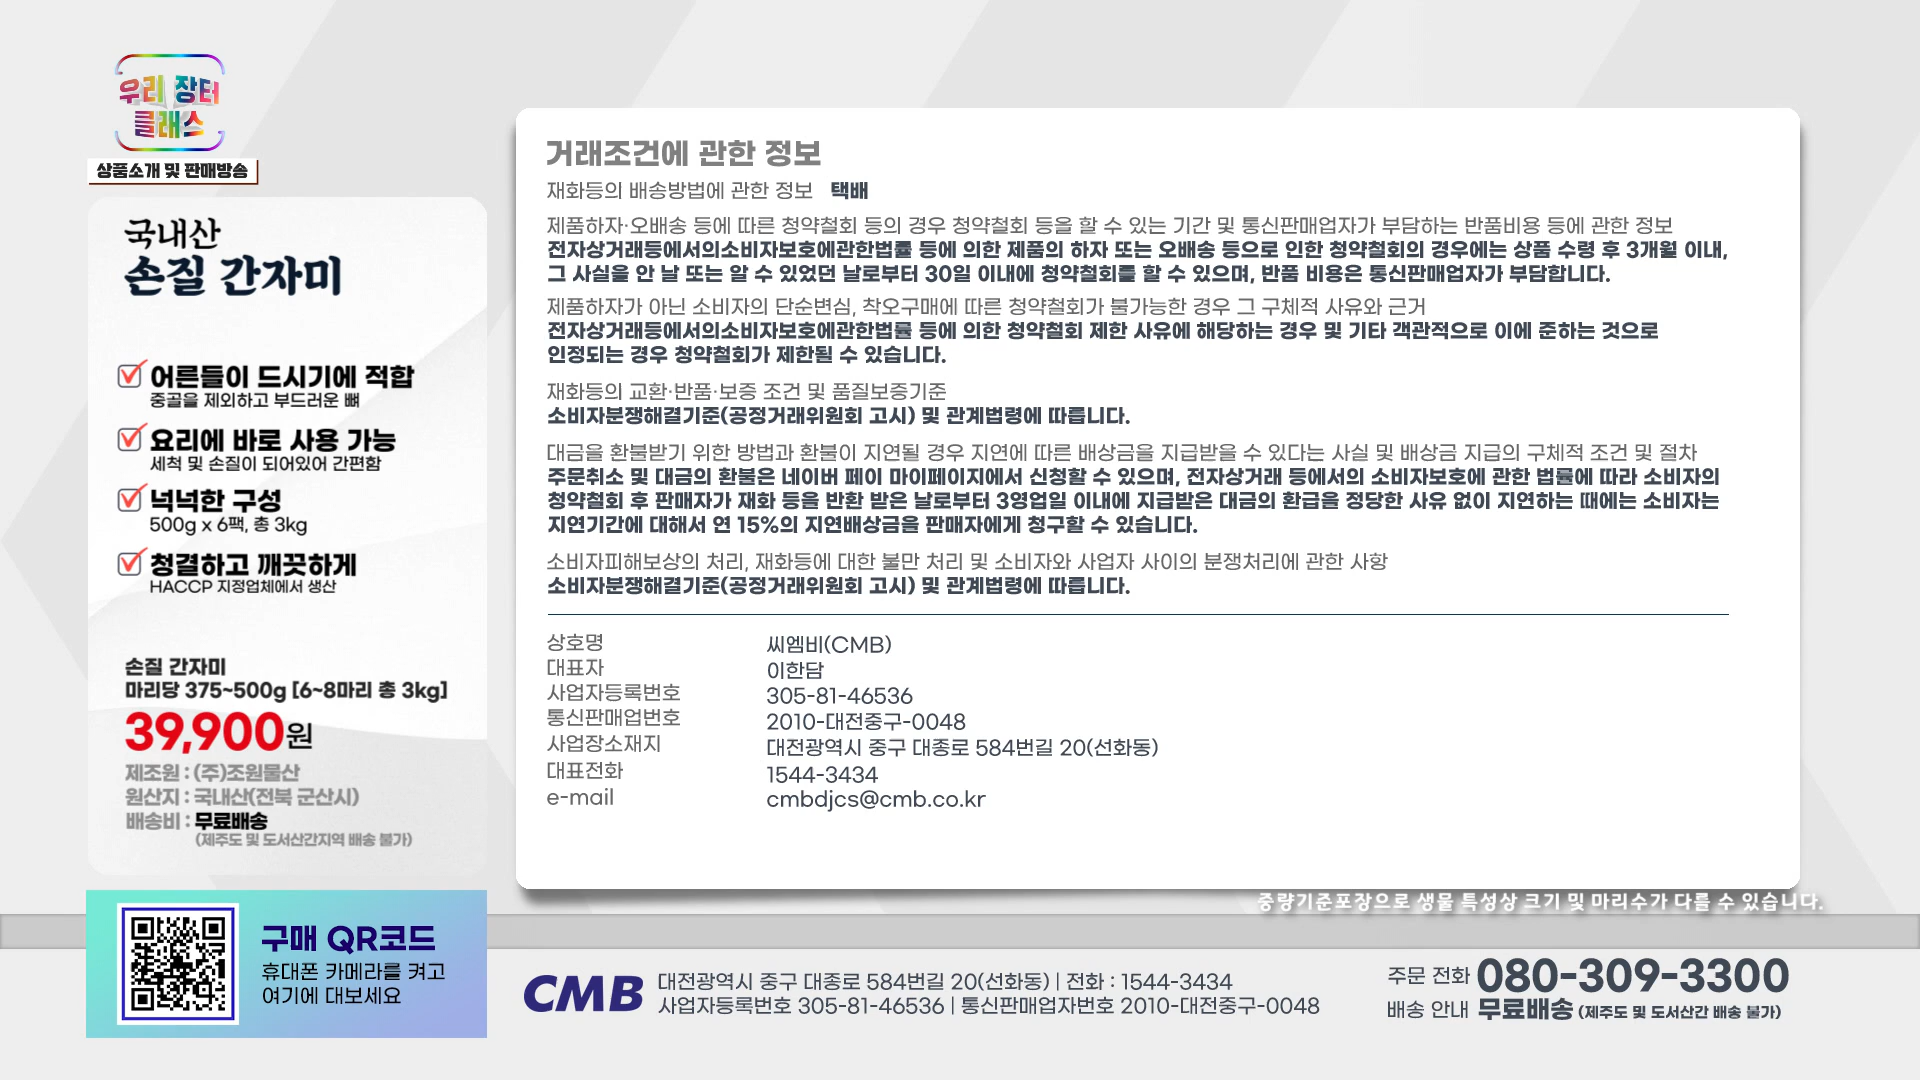 우리 장터
클래스
상품소개 및 판매방송
국내산
손질 간자미
어른들이 드시기에 적합
중골을 제외하고 부드러운 뼈
요리에 바로 사용 가능
세척 및 손질이 되어있어 간편함
넉넉한 구성
500g x 6팩, 총 3kg
청결하고 깨끗하게
HACCP 지정업체에서 생산
손질 간자미
마리당 375~500g [6~8마리 총 3kg]
39,900원
제조원 : (주)조원물산
원산지 : 국내산(전북 군산시)
배송비 : 무료배송
(제주도 및 도서산간지역 배송 불가)
구매 QR코드
휴대폰 카메라를 켜고
여기에 대보세요
거래조건에 관한 정보
재화등의 배송방법에 관한 정보 택배
제품하자·오배송 등에 따른 청약철회 등의 경우 청약철회 등을 할 수 있는 기간 및 통신판매업자가 부담하는 반품비용 등에 관한 정보
전자상거래등에서의소비자보호에관한법률 등에 의한 제품의 하자 또는 오배송 등으로 인한 청약철회의 경우에는 상품 수령 후 3개월 이내,
그 사실을 안 날 또는 알 수 있었던 날로부터 30일 이내에 청약철회를 할 수 있으며, 반품 비용은 통신판매업자가 부담합니다.
제품하자가 아닌 소비자의 단순변심, 착오구매에 따른 청약철회가 불가능한 경우 그 구체적 사유와 근거
전자상거래등에서의소비자보호에관한법률 등에 의한 청약철회 제한 사유에 해당하는 경우 및 기타 객관적으로 이에 준하는 것으로
인정되는 경우 청약철회가 제한될 수 있습니다.
재화등의 교환·반품·보증 조건 및 품질보증기준
소비자분쟁해결기준(공정거래위원회 고시) 및 관계법령에 따릅니다.
대금을 환불받기 위한 방법과 환불이 지연될 경우 지연에 따른 배상금을 지급받을 수 있다는 사실 및 배상금 지급의 구체적 조건 및 절차
주문취소 및 대금의 환불은 네이버 페이 마이페이지에서 신청할 수 있으며, 전자상거래 등에서의 소비자보호에 관한 법률에 따라 소비자의
청약철회 후 판매자가 재화 등을 반환 받은 날로부터 3영업일 이내에 지급받은 대금의 환급을 정당한 사유 없이 지연하는 때에는 소비자는
지연기간에 대해서 연 15%의 지연배상금을 판매자에게 청구할 수 있습니다.
소비자피해보상의 처리, 재화등에 대한 불만 처리 및 소비자와 사업자 사이의 분쟁처리에 관한 사항
소비자분쟁해결기준(공정거래위원회 고시) 및 관계법령에 따릅니다.
상호명 씨엠비(CMB)
대표자 이한담
사업자등록번호 305-81-46536
통신판매업번호 2010-대전중구-0048
사업장소재지 대전광역시 중구 대종로 584번길 20(선화동)
대표전화 1544-3434
e-mail cmbdjcs@cmb.co.kr
중량기준포장으로 생물 특성상 크기 및 마리수가 다를 수 있습니다.
CMB
대전광역시 중구 대종로 584번길 20(선화동) | 전화 : 1544-3434
사업자등록번호 305-81-46536 | 통신판매업자번호 2010-대전중구-0048
주문 전화 080-309-3300
배송 안내 무료배송 (제주도 및 도서산간 배송 불가)